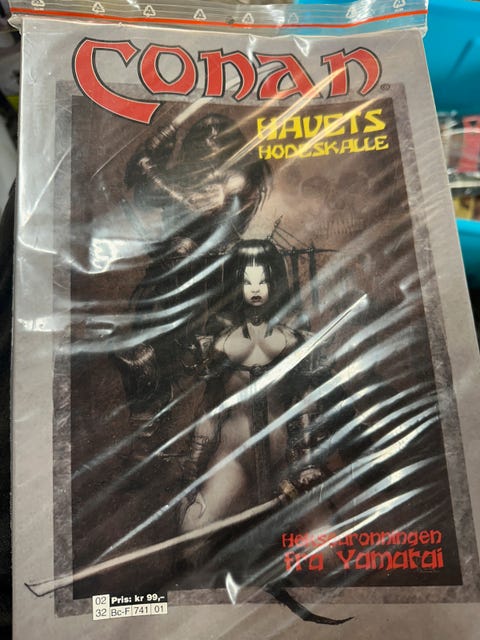 Conan
HAVETS
HODESKALLE
Heksedronningen
fra Yamatai
02 Pris: kr 99,-
32 Bc-F 741 01